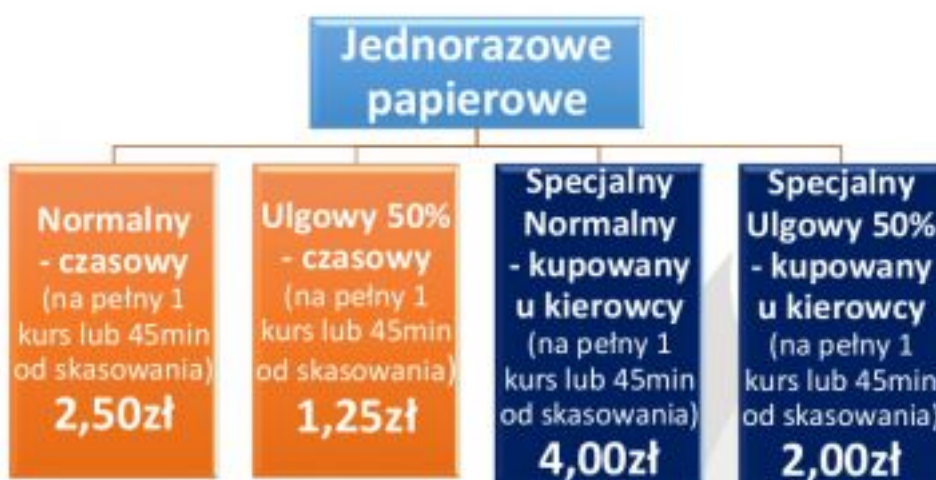 Jednorazowe
papierowe
Normalny
- czasowy
(na pełny 1
kurs lub 45min
od skasowania)
2,50zł
Ulgowy 50%
- czasowy
(na pełny 1
kurs lub 45min
od skasowania)
1,25zł
Specjalny
Normalny
- kupowany
u kierowcy
(na pełny 1
kurs lub 45min
od skasowania)
4,00zł
Specjalny
Ulgowy 50%
- kupowany
u kierowcy
(na pełny 1
kurs lub 45min
od skasowania)
2,00zł